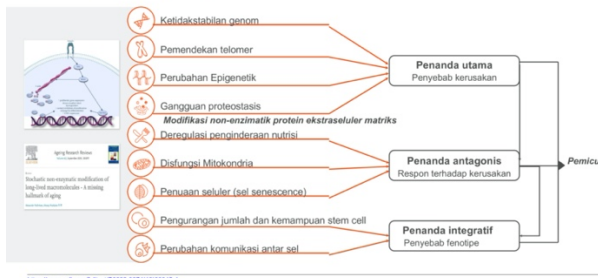 Ketidakstabilan genom
Pemendekan telomer
Perubahan Epigenetik
Gangguan proteostasis
Modifikasi non-enzimatik protein ekstraseluler matriks
Deregulasi penginderaan nutrisi
Disfungsi Mitokondria
Penuaan seluler (sel senescence)
Pengurangan jumlah dan kemampuan stem cell
Perubahan komunikasi antar sel
Penanda utama
Penyebab kerusakan
Penanda antagonis
Respon terhadap kerusakan
Penanda integratif
Penyebab fenotipe
Pemicu
Ageing Research Reviews
Stochastic non-enzymatic modification of
long-lived macromolecules - A missing
hallmark of aging